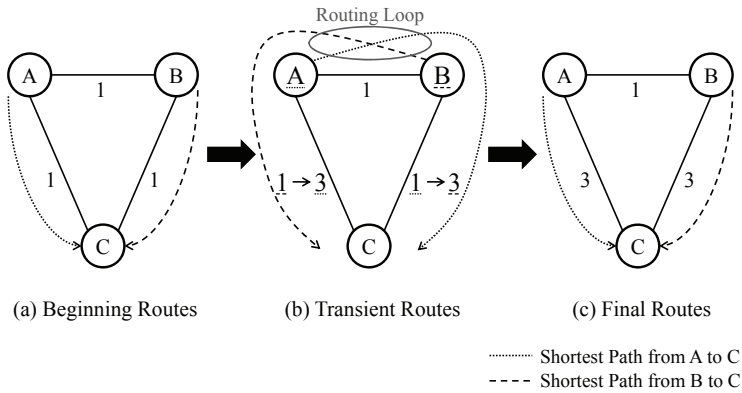 Routing Loop
A
B
A
B
A
B
1
1
1
1
1
1 → 3
1 → 3
3
3
C
C
C
(a) Beginning Routes
(b) Transient Routes
(c) Final Routes
Shortest Path from A to C
Shortest Path from B to C